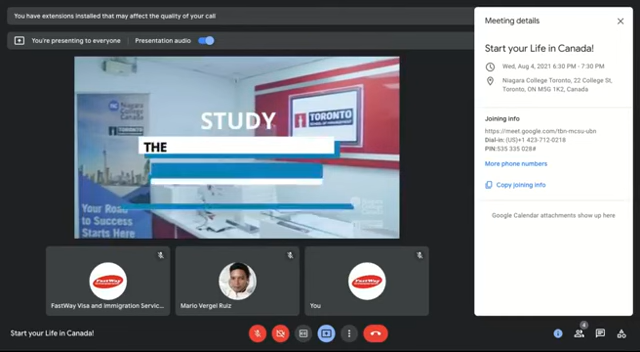 You have extensions installed that may affect the quality of your call
You're presenting to everyone
Presentation audio
STUDY
THE
Niagara
College
Toronto
TORONTO
Your Road
to Success
Starts Here
FastWay
FastWay Visa and Immigration Servic...
Mario Vergel Ruiz
FastWay
You
Start your Life in Canada!
4
Meeting details
Start your Life in Canada!
Wed, Aug 4, 2021 6:30 PM - 7:30 PM
Niagara College Toronto, 22 College St,
Toronto, ON M5G 1K2, Canada
Joining info
https://meet.google.com/tbn-mcsu-ubn
Dial-in: (US)+1 423-712-0216
PIN: 535 335 028#
More phone numbers
Copy joining info
Google Calendar attachments show up here